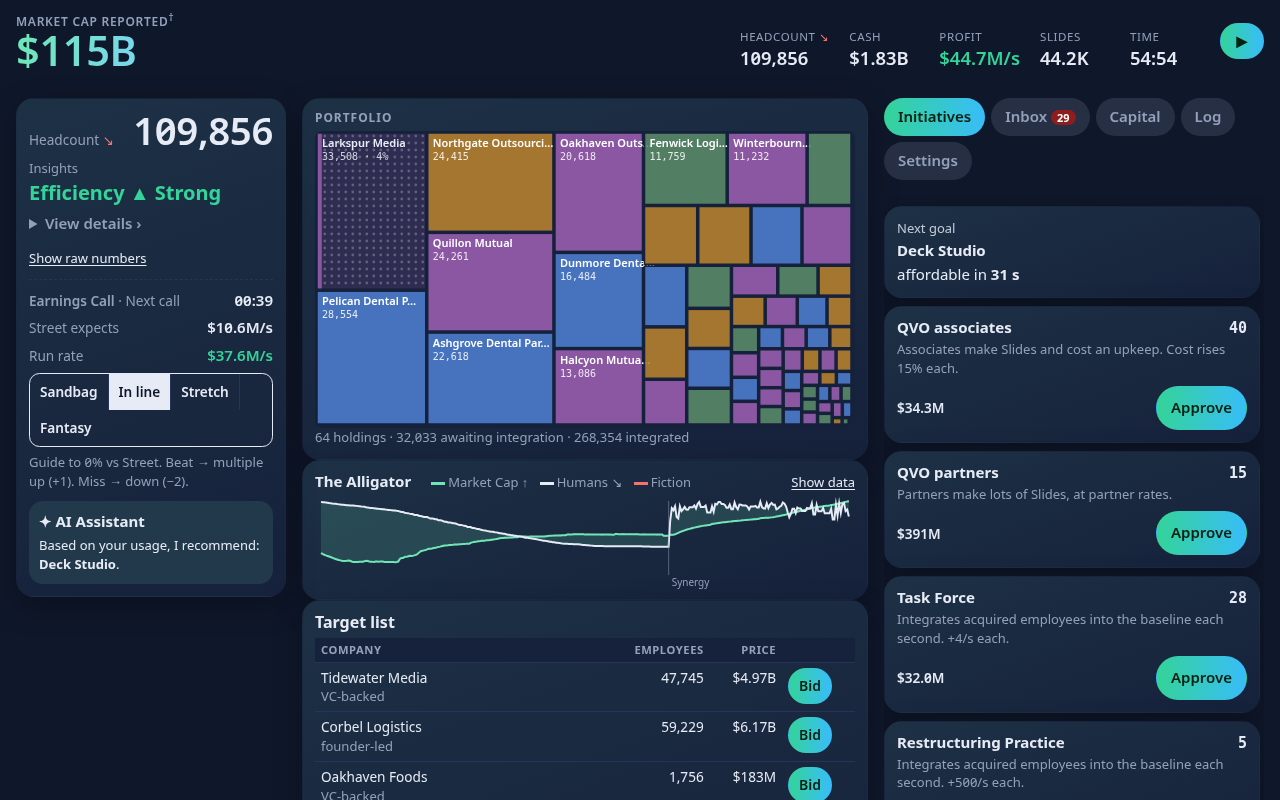 MARKET CAP REPORTED†
$115B
HEADCOUNT ↘
109,856
CASH
$1.83B
PROFIT
$44.7M/s
SLIDES
44.2K
TIME
54:54
▶
Headcount ↘ 109,856
Insights
Efficiency ▲ Strong
▶ View details ›
Show raw numbers
Earnings Call · Next call 00:39
Street expects $10.6M/s
Run rate $37.6M/s
Sandbag In line Stretch
Fantasy
Guide to 0% vs Street. Beat → multiple
up (+1). Miss → down (−2).
✦ AI Assistant
Based on your usage, I recommend:
Deck Studio.
PORTFOLIO
Larkspur Media
33,508 · 4%
Northgate Outsourci...
24,415
Oakhaven Outs...
20,618
Fenwick Logi...
11,759
Winterbourn...
11,232
Quillon Mutual
24,261
Dunmore Denta...
16,484
Pelican Dental P...
28,554
Ashgrove Dental Par...
22,618
Halcyon Mutua...
13,086
64 holdings · 32,033 awaiting integration · 268,354 integrated
The Alligator Market Cap ↑ Humans ↘ Fiction Show data
Synergy
Target list
COMPANY EMPLOYEES PRICE
Tidewater Media 47,745 $4.97B Bid
VC-backed
Corbel Logistics 59,229 $6.17B Bid
founder-led
Oakhaven Foods 1,756 $183M Bid
VC-backed
Initiatives Inbox 29 Capital Log
Settings
Next goal
Deck Studio
affordable in 31 s
QVO associates 40
Associates make Slides and cost an upkeep. Cost rises
15% each.
$34.3M Approve
QVO partners 15
Partners make lots of Slides, at partner rates.
$391M Approve
Task Force 28
Integrates acquired employees into the baseline each
second. +4/s each.
$32.0M Approve
Restructuring Practice 5
Integrates acquired employees into the baseline each
second. +500/s each.